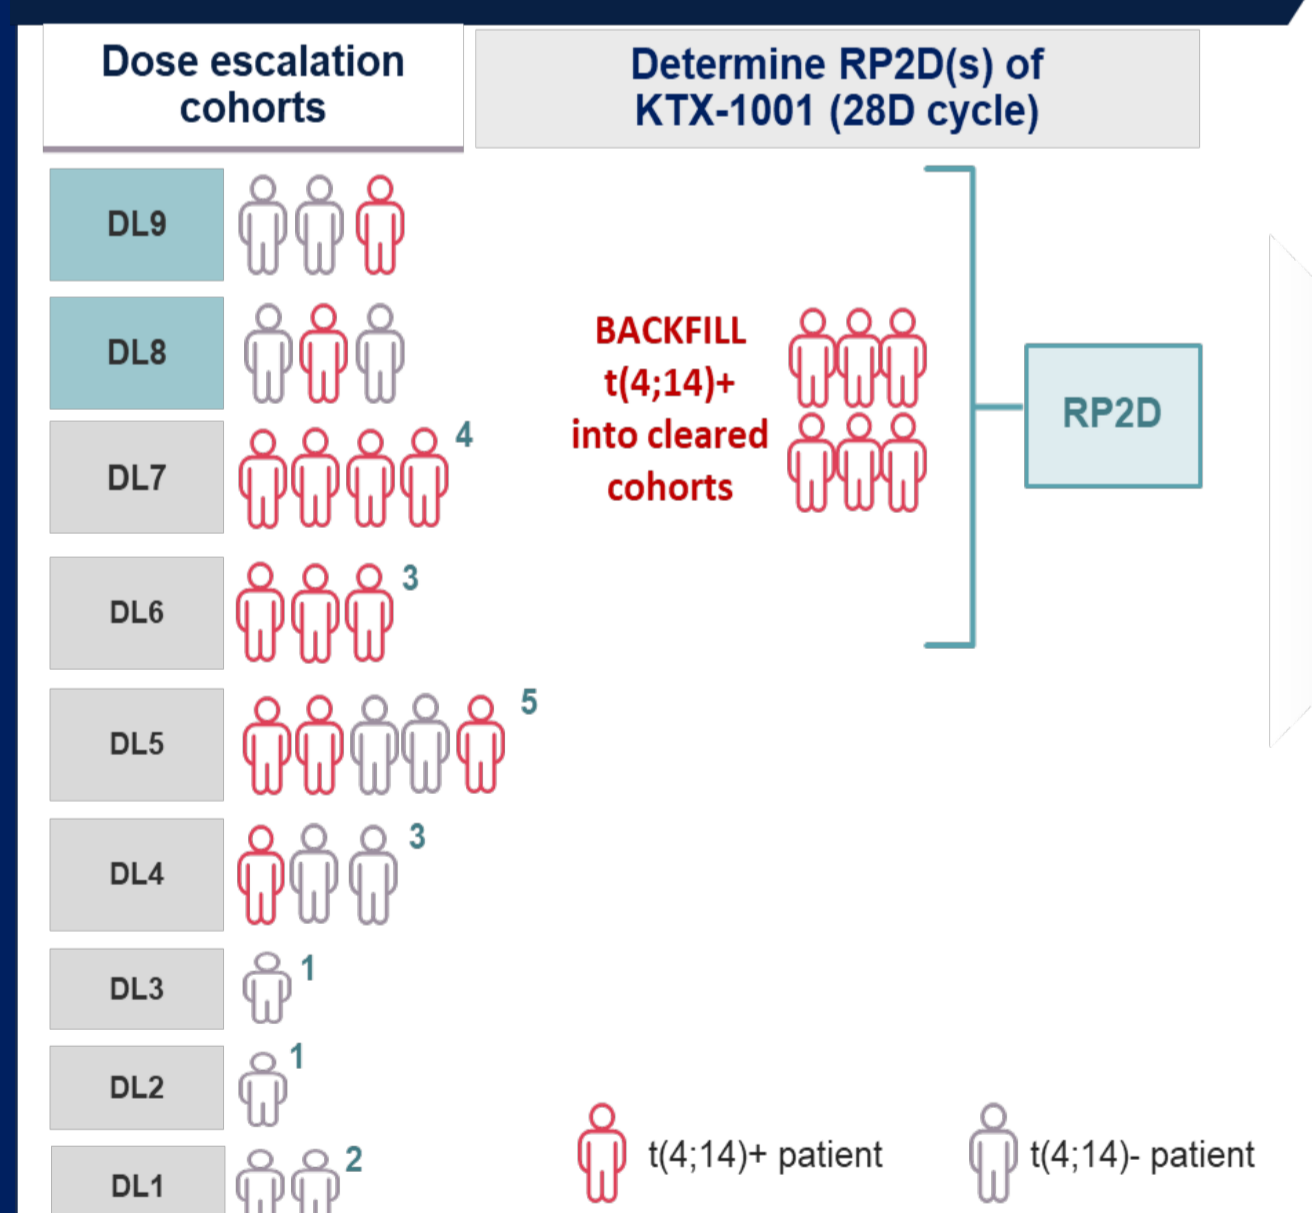 Dose escalation
cohorts
Determine RP2D(s) of
KTX-1001 (28D cycle)
DL9
DL8
DL7
4
DL6
3
DL5
5
DL4
3
DL3
1
DL2
1
DL1
2
BACKFILL
t(4;14)+
into cleared
cohorts
RP2D
t(4;14)+ patient
t(4;14)- patient